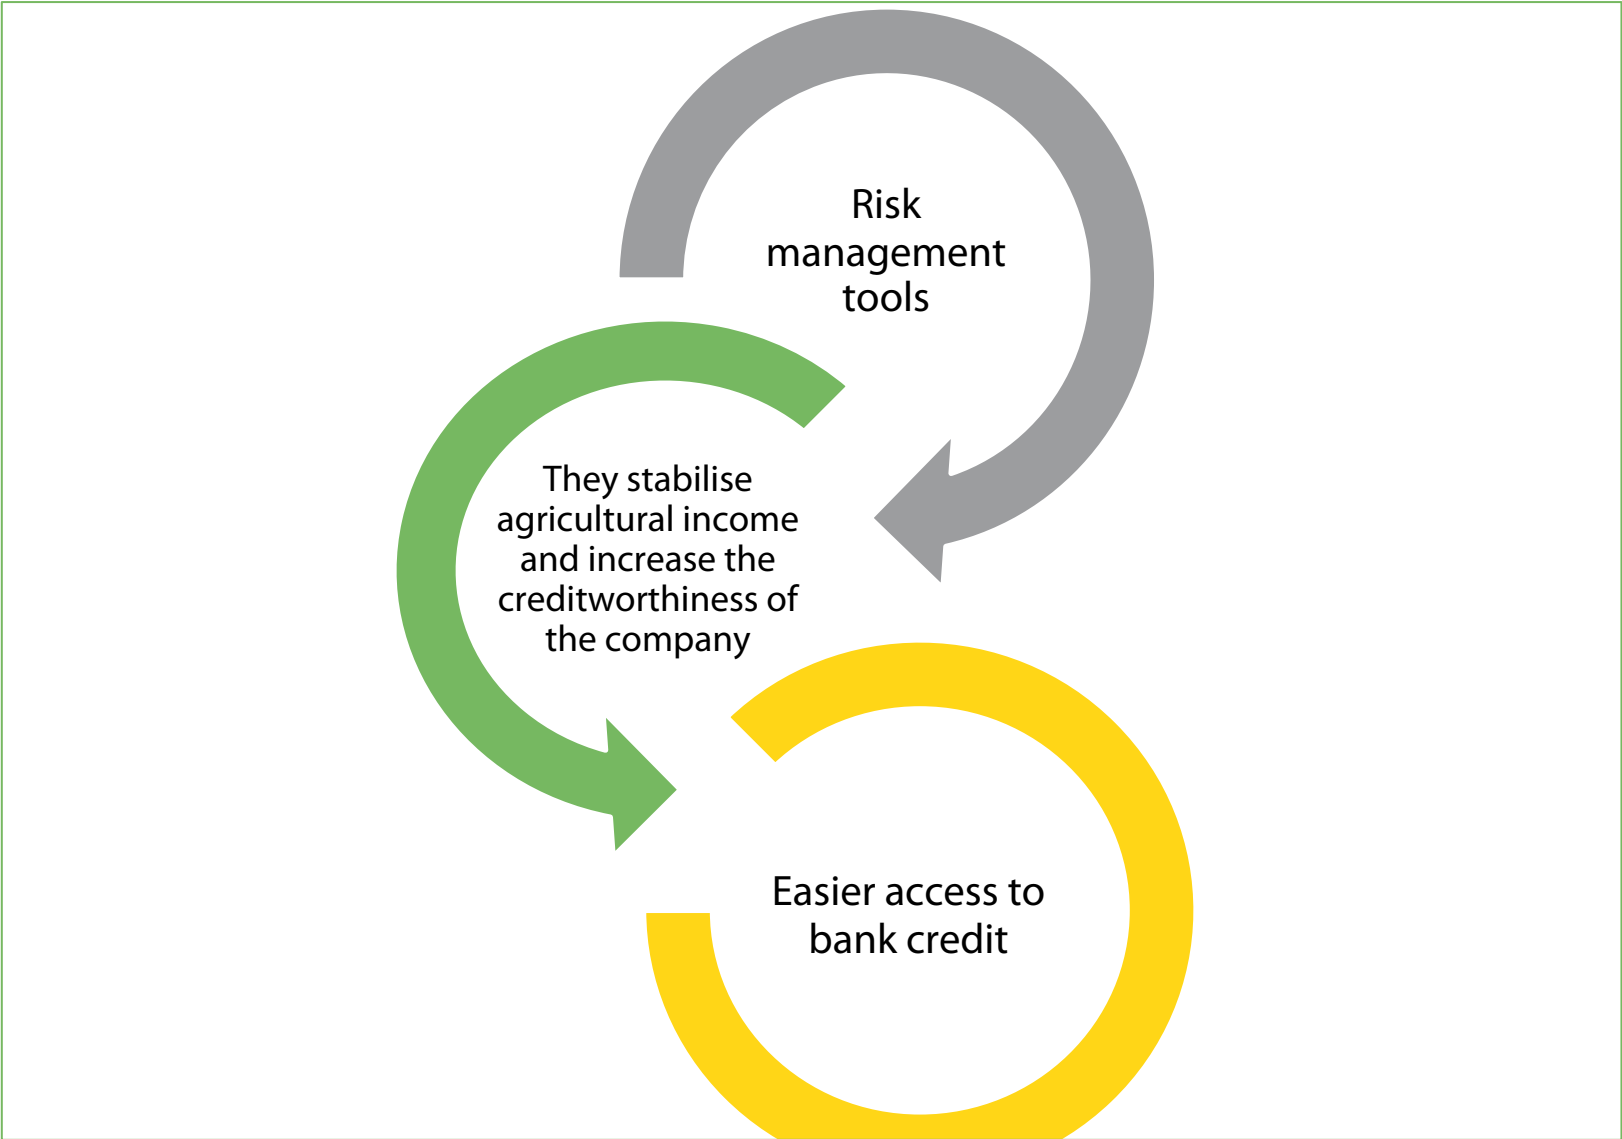 Risk
management
tools
They stabilise
agricultural income
and increase the
creditworthiness of
the company
Easier access to
bank credit